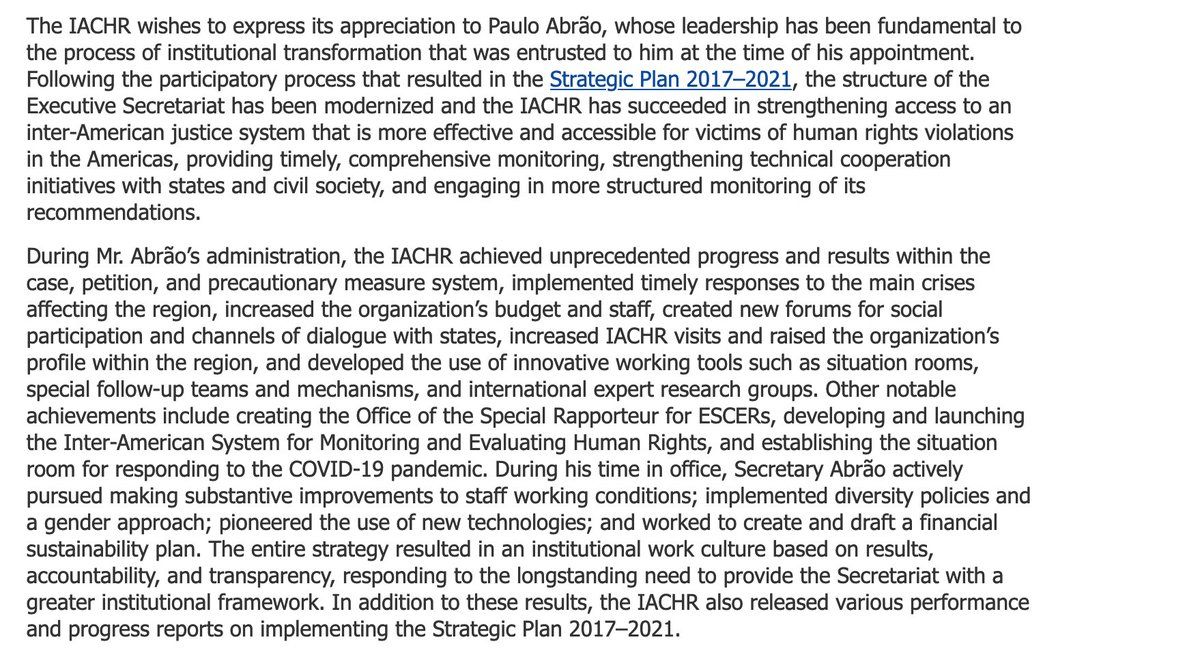 The IACHR wishes to express its appreciation to Paulo Abrão, whose leadership has been fundamental to
the process of institutional transformation that was entrusted to him at the time of his appointment.
Following the participatory process that resulted in the Strategic Plan 2017–2021, the structure of the
Executive Secretariat has been modernized and the IACHR has succeeded in strengthening access to an
inter-American justice system that is more effective and accessible for victims of human rights violations
in the Americas, providing timely, comprehensive monitoring, strengthening technical cooperation
initiatives with states and civil society, and engaging in more structured monitoring of its
recommendations.
During Mr. Abrão’s administration, the IACHR achieved unprecedented progress and results within the
case, petition, and precautionary measure system, implemented timely responses to the main crises
affecting the region, increased the organization’s budget and staff, created new forums for social
participation and channels of dialogue with states, increased IACHR visits and raised the organization’s
profile within the region, and developed the use of innovative working tools such as situation rooms,
special follow-up teams and mechanisms, and international expert research groups. Other notable
achievements include creating the Office of the Special Rapporteur for ESCERs, developing and launching
the Inter-American System for Monitoring and Evaluating Human Rights, and establishing the situation
room for responding to the COVID-19 pandemic. During his time in office, Secretary Abrão actively
pursued making substantive improvements to staff working conditions; implemented diversity policies and
a gender approach; pioneered the use of new technologies; and worked to create and draft a financial
sustainability plan. The entire strategy resulted in an institutional work culture based on results,
accountability, and transparency, responding to the longstanding need to provide the Secretariat with a
greater institutional framework. In addition to these results, the IACHR also released various performance
and progress reports on implementing the Strategic Plan 2017–2021.